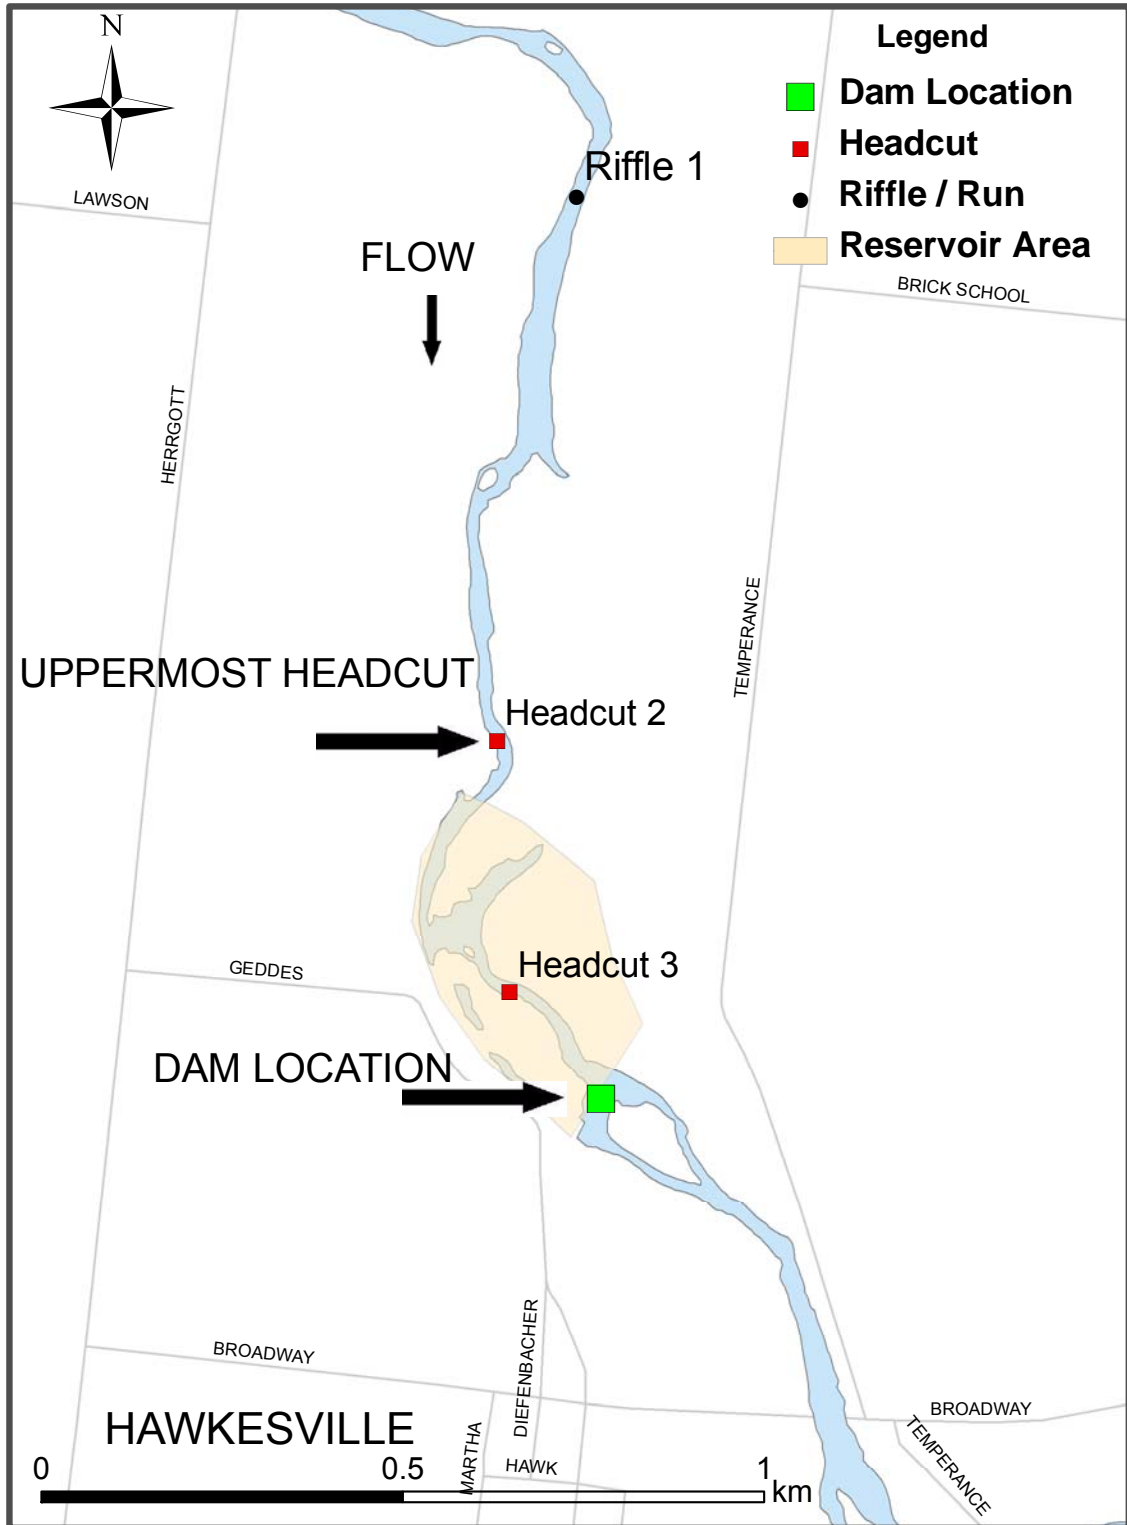 N
Legend
Dam Location
Headcut
Riffle / Run
Reservoir Area
Riffle 1
LAWSON
FLOW
BRICK SCHOOL
HERRGOTT
TEMPERANCE
UPPERMOST HEADCUT
Headcut 2
Headcut 3
GEDDES
DAM LOCATION
DIEFENBACHER
BROADWAY
BROADWAY
HAWKESVILLE
MARTHA
HAWK
TEMPERANCE
0 0.5 1
km